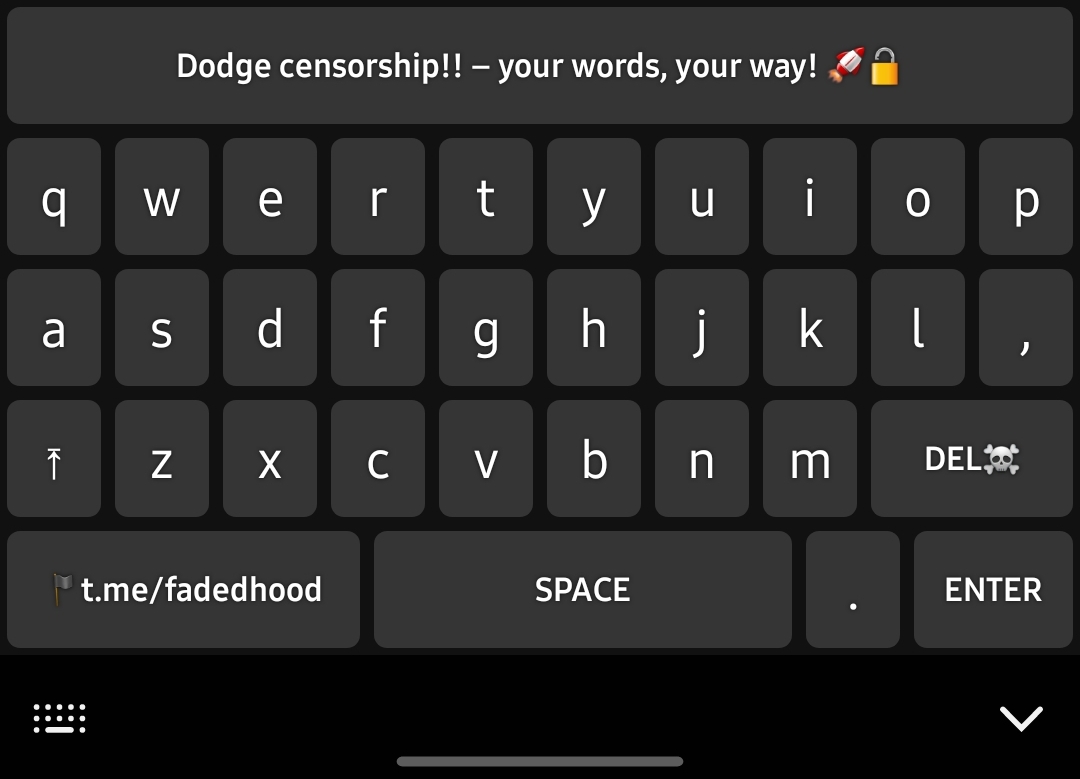 Dodge censorship!! – your words, your way! 🚀🔓
q w e r t y u i o p
a s d f g h j k l ,
⤒ z x c v b n m DEL☠️
🏴t.me/fadedhood SPACE . ENTER